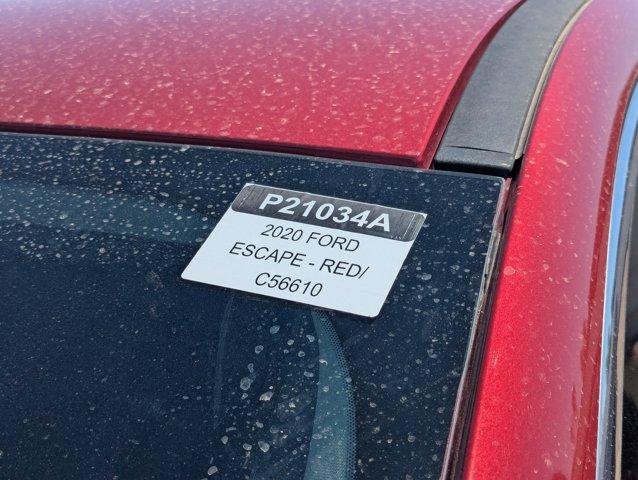 P21034A
2020 FORD
ESCAPE - RED/
C56610